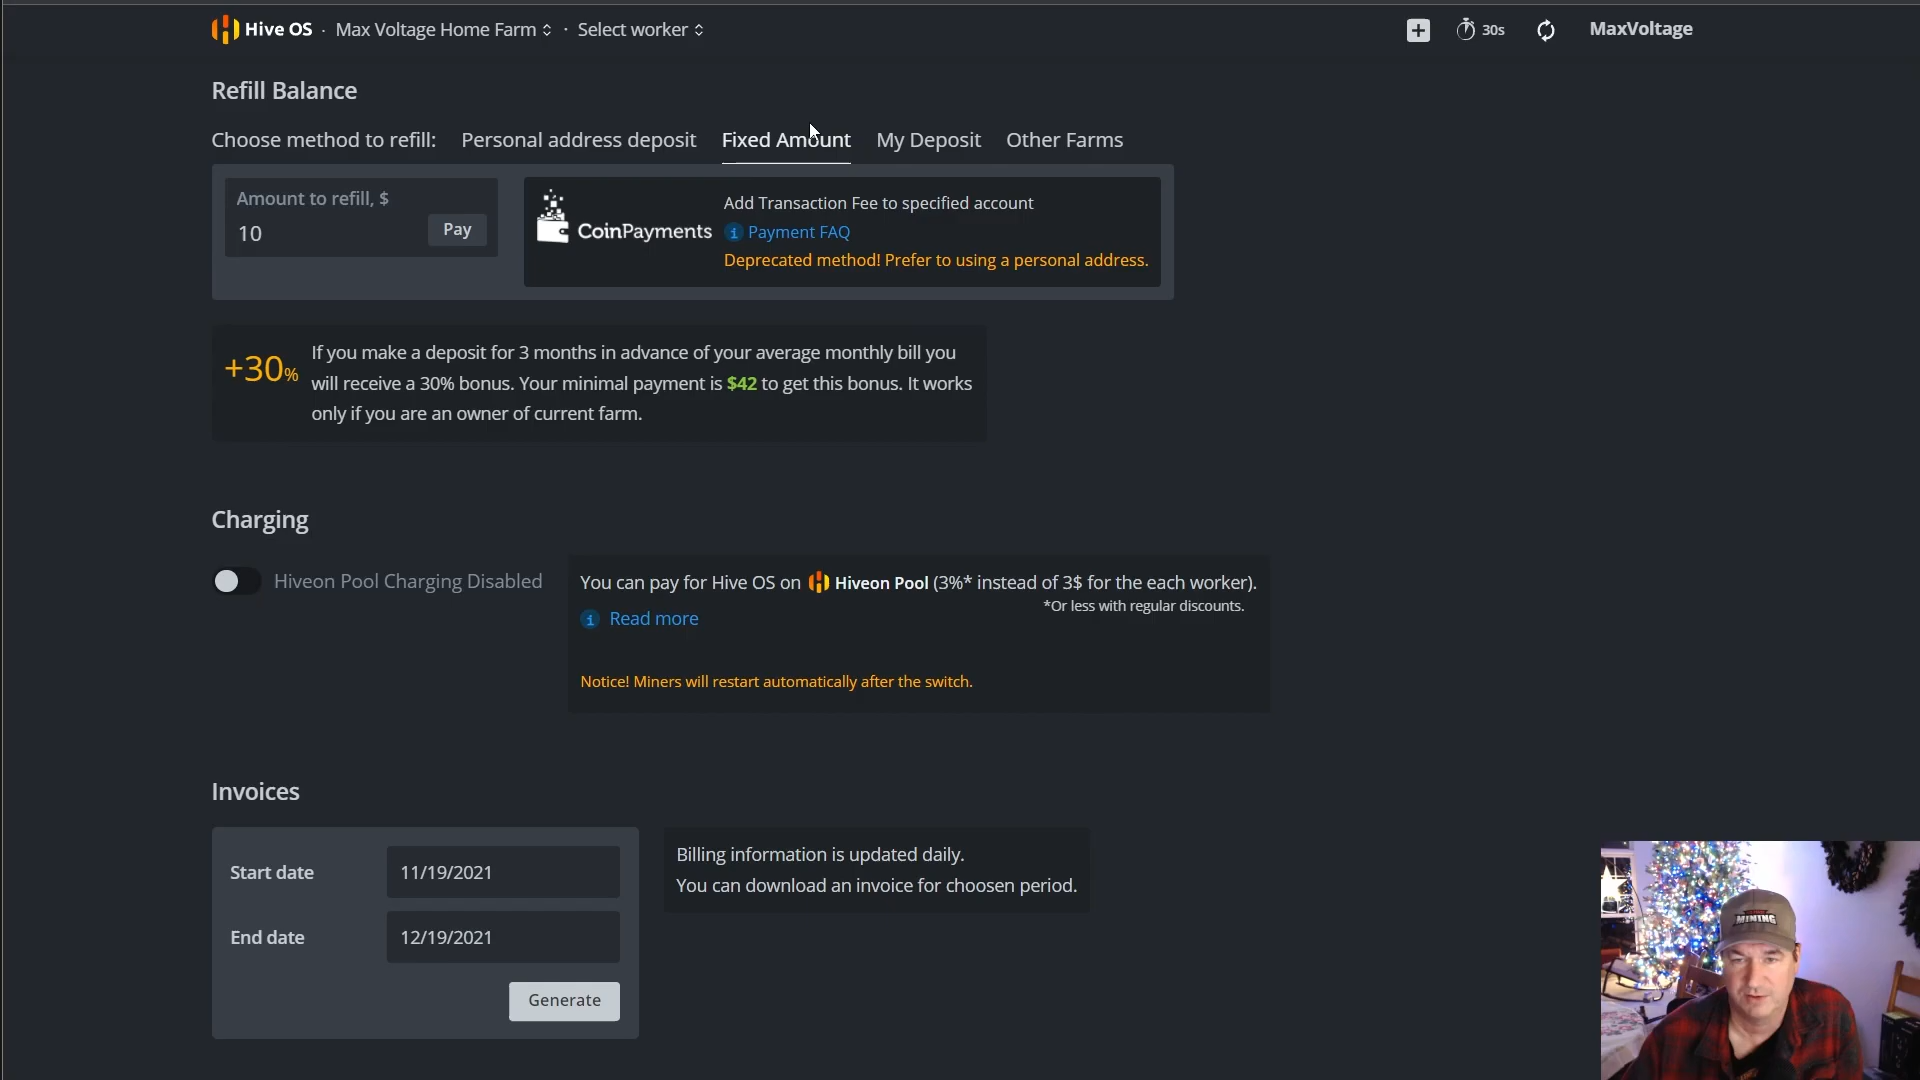 Hive OS · Max Voltage Home Farm · Select worker
30s
MaxVoltage
Refill Balance
Choose method to refill: Personal address deposit Fixed Amount My Deposit Other Farms
Amount to refill, $
10
Pay
CoinPayments
Add Transaction Fee to specified account
i Payment FAQ
Deprecated method! Prefer to using a personal address.
+30%
If you make a deposit for 3 months in advance of your average monthly bill you
will receive a 30% bonus. Your minimal payment is $42 to get this bonus. It works
only if you are an owner of current farm.
Charging
Hiveon Pool Charging Disabled
You can pay for Hive OS on Hiveon Pool (3%* instead of 3$ for the each worker).
*Or less with regular discounts.
i Read more
Notice! Miners will restart automatically after the switch.
Invoices
Start date 11/19/2021
End date 12/19/2021
Generate
Billing information is updated daily.
You can download an invoice for choosen period.
MINING